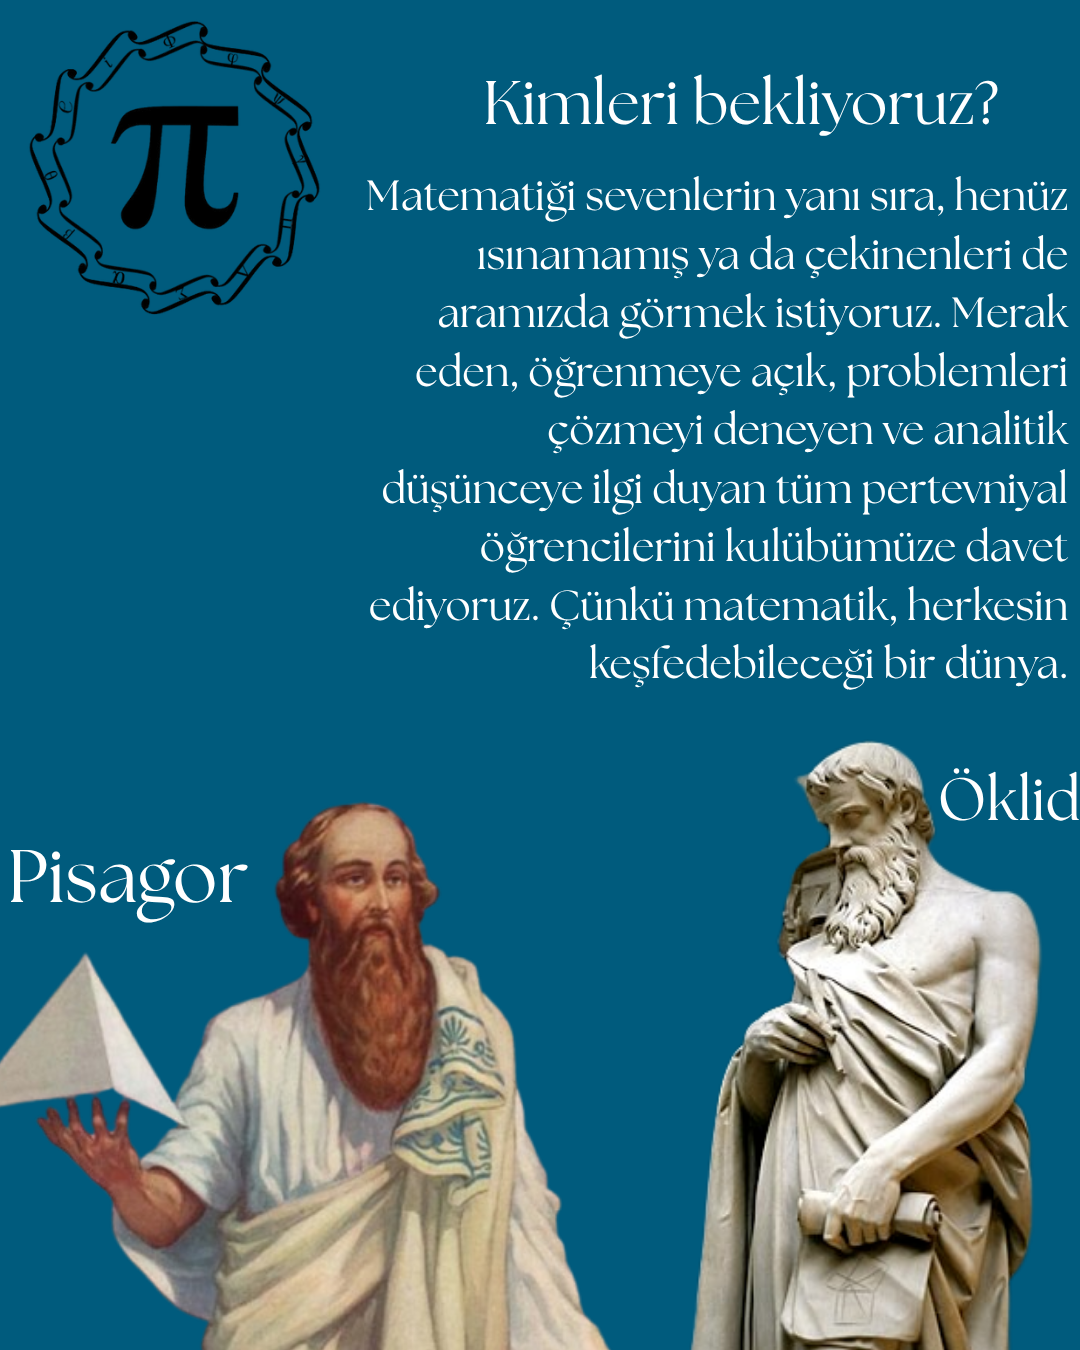 π
Kimleri bekliyoruz?
Matematiği sevenlerin yanı sıra, henüz
ısınamamış ya da çekinenleri de
aramızda görmek istiyoruz. Merak
eden, öğrenmeye açık, problemleri
çözmeyi deneyen ve analitik
düşünceye ilgi duyan tüm pertevniyal
öğrencilerini kulübümüze davet
ediyoruz. Çünkü matematik, herkesin
keşfedebileceği bir dünya.
Öklid
Pisagor